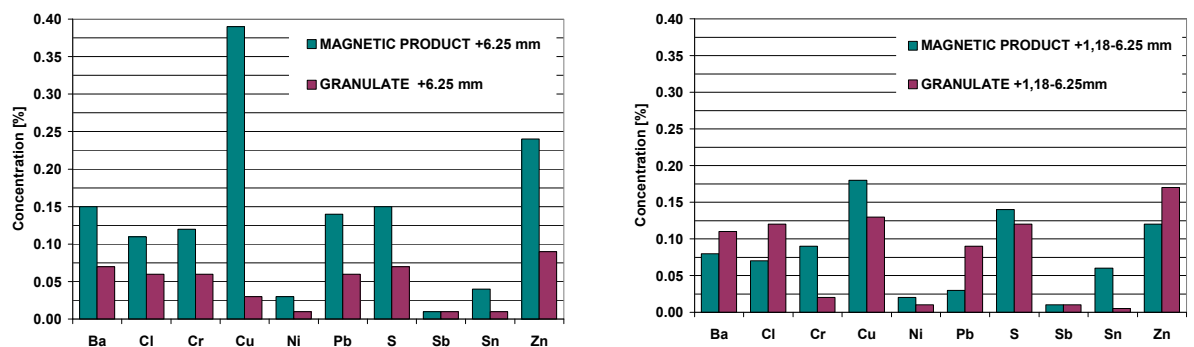 0.40
0.35
0.30
0.25
0.20
0.15
0.10
0.05
0.00
Concentration [%]
MAGNETIC PRODUCT +6.25 mm
GRANULATE +6.25 mm
Ba Cl Cr Cu Ni Pb S Sb Sn Zn
0.40
0.35
0.30
0.25
0.20
0.15
0.10
0.05
0.00
Concentration [%]
MAGNETIC PRODUCT +1,18-6.25 mm
GRANULATE +1,18-6.25mm
Ba Cl Cr Cu Ni Pb S Sb Sn Zn